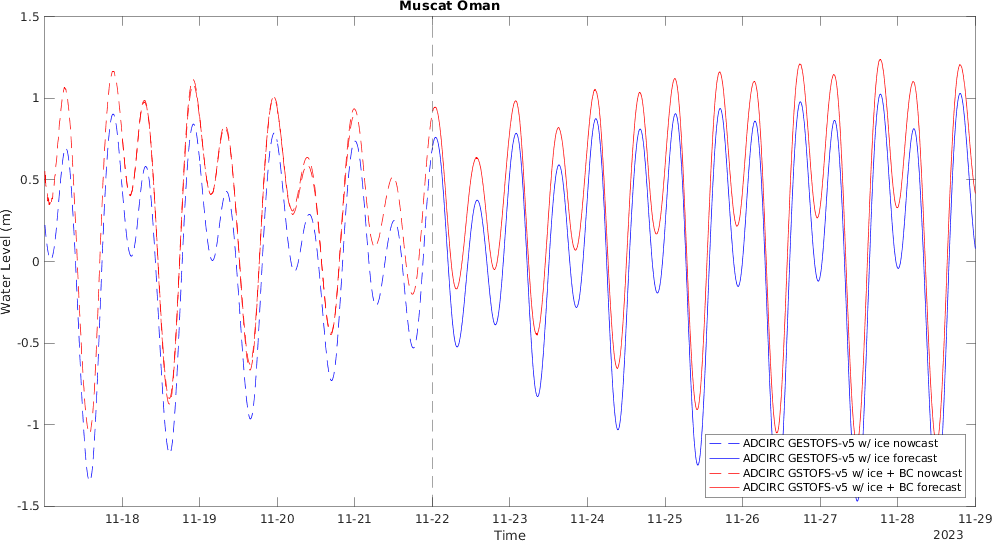 Muscat Oman
1.5
1
0.5
0
-0.5
-1
-1.5
Water Level (m)
ADCIRC GESTOFS-v5 w/ ice nowcast
ADCIRC GESTOFS-v5 w/ ice forecast
ADCIRC GSTOFS-v5 w/ ice + BC nowcast
ADCIRC GSTOFS-v5 w/ ice + BC forecast
11-18 11-19 11-20 11-21 11-22 11-23 11-24 11-25 11-26 11-27 11-28 11-29
Time
2023